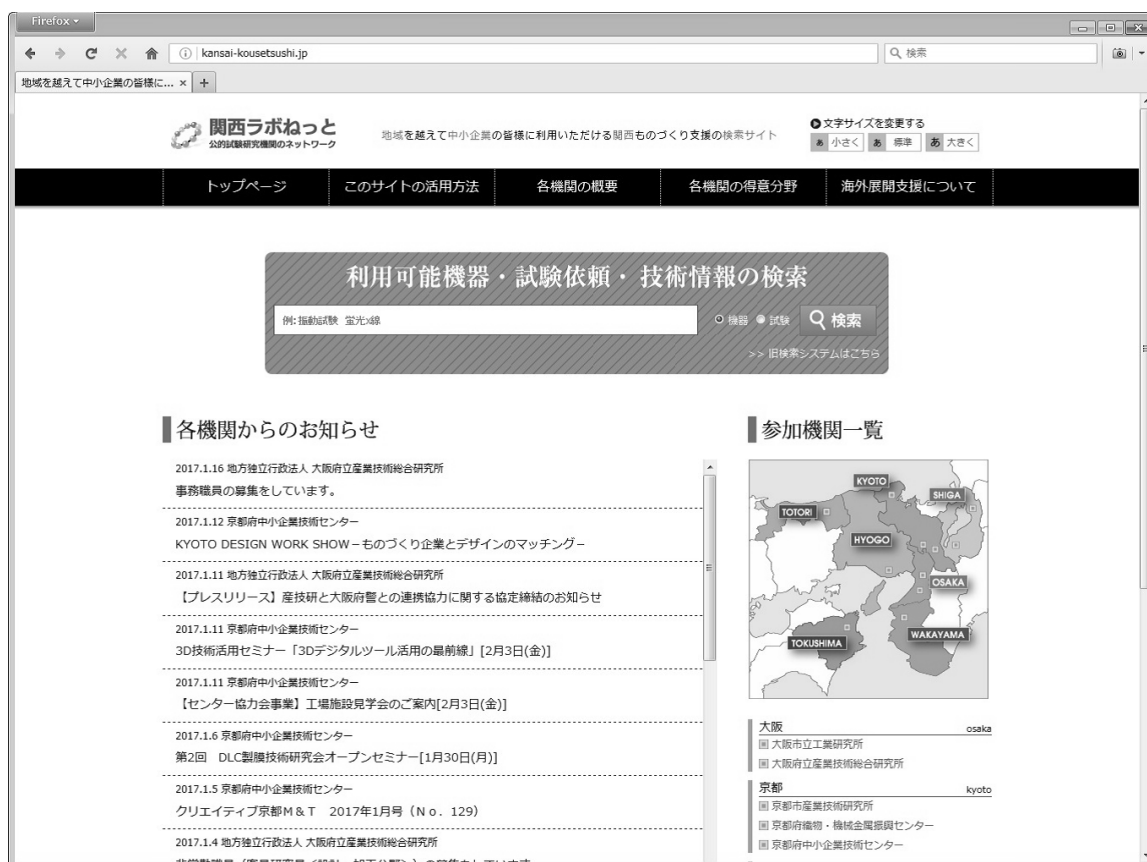 Firefox
kansai-kousetsushi.jp
検索
地域を越えて中小企業の皆様に... × +
関西ラボねっと
公的試験研究機関のネットワーク
地域を越えて中小企業の皆様に利用いただける関西ものづくり支援の検索サイト
文字サイズを変更する
あ 小さく あ 標準 あ 大きく
トップページ このサイトの活用方法 各機関の概要 各機関の得意分野 海外展開支援について
利用可能機器・試験依頼・技術情報の検索
例：振動試験 蛍光X線
機器 試験 検索
>> 旧検索システムはこちら
各機関からのお知らせ
2017.1.16 地方独立行政法人 大阪府立産業技術総合研究所
事務職員の募集をしています。
2017.1.12 京都府中小企業技術センター
KYOTO DESIGN WORK SHOW－ものづくり企業とデザインのマッチング－
2017.1.11 地方独立行政法人 大阪府立産業技術総合研究所
【プレスリリース】産技研と大阪府警との連携協力に関する協定締結のお知らせ
2017.1.11 京都府中小企業技術センター
3D技術活用セミナー「3Dデジタルツール活用の最前線」[2月3日(金)]
2017.1.11 京都府中小企業技術センター
【センター協力会事業】工場施設見学会のご案内[2月3日(金)]
2017.1.6 京都府中小企業技術センター
第2回　DLC製膜技術研究会オープンセミナー[1月30日(月)]
2017.1.5 京都府中小企業技術センター
クリエイティブ京都M＆T　2017年1月号（No．129）
2017.1.4 地方独立行政法人 大阪府立産業技術総合研究所
参加機関一覧
KYOTO
SHIGA
TOTORI
HYOGO
OSAKA
WAKAYAMA
TOKUSHIMA
大阪 osaka
大阪市立工業研究所
大阪府立産業技術総合研究所
京都 kyoto
京都市産業技術研究所
京都府織物・機械金属振興センター
京都府中小企業技術センター